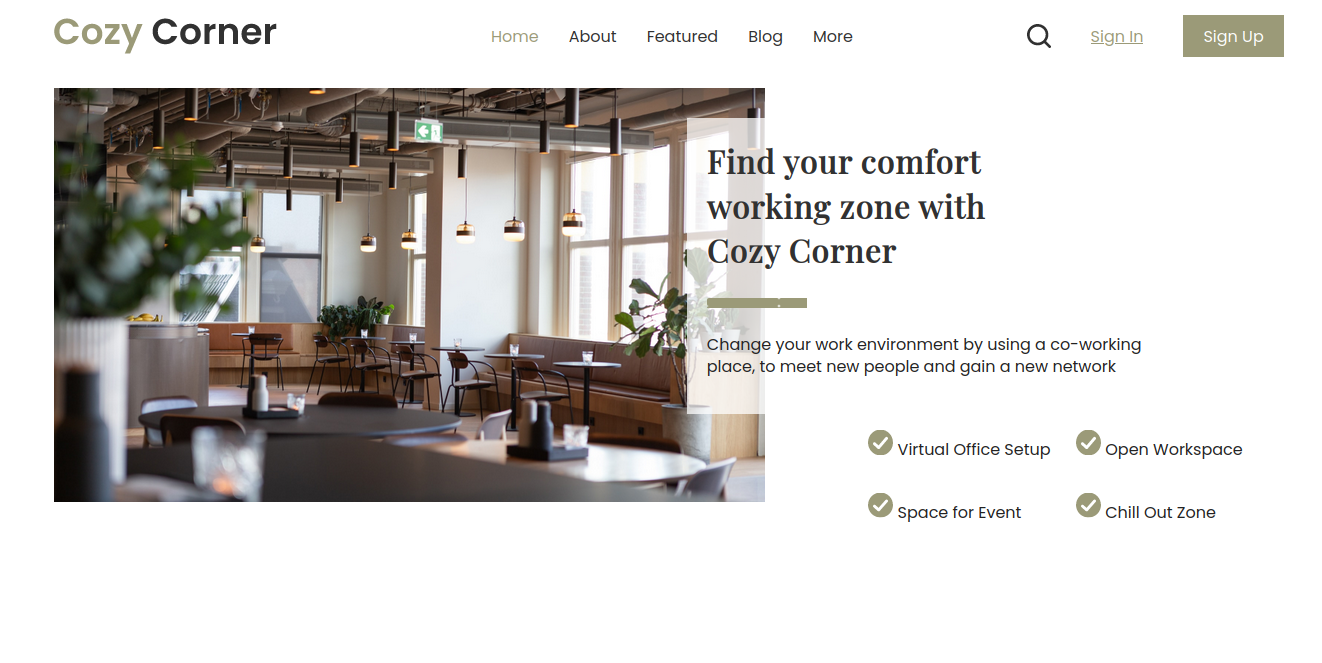 Cozy Corner
Home About Featured Blog More
Sign In
Sign Up
Find your comfort
working zone with
Cozy Corner
Change your work environment by using a co-working
place, to meet new people and gain a new network
Virtual Office Setup
Open Workspace
Space for Event
Chill Out Zone